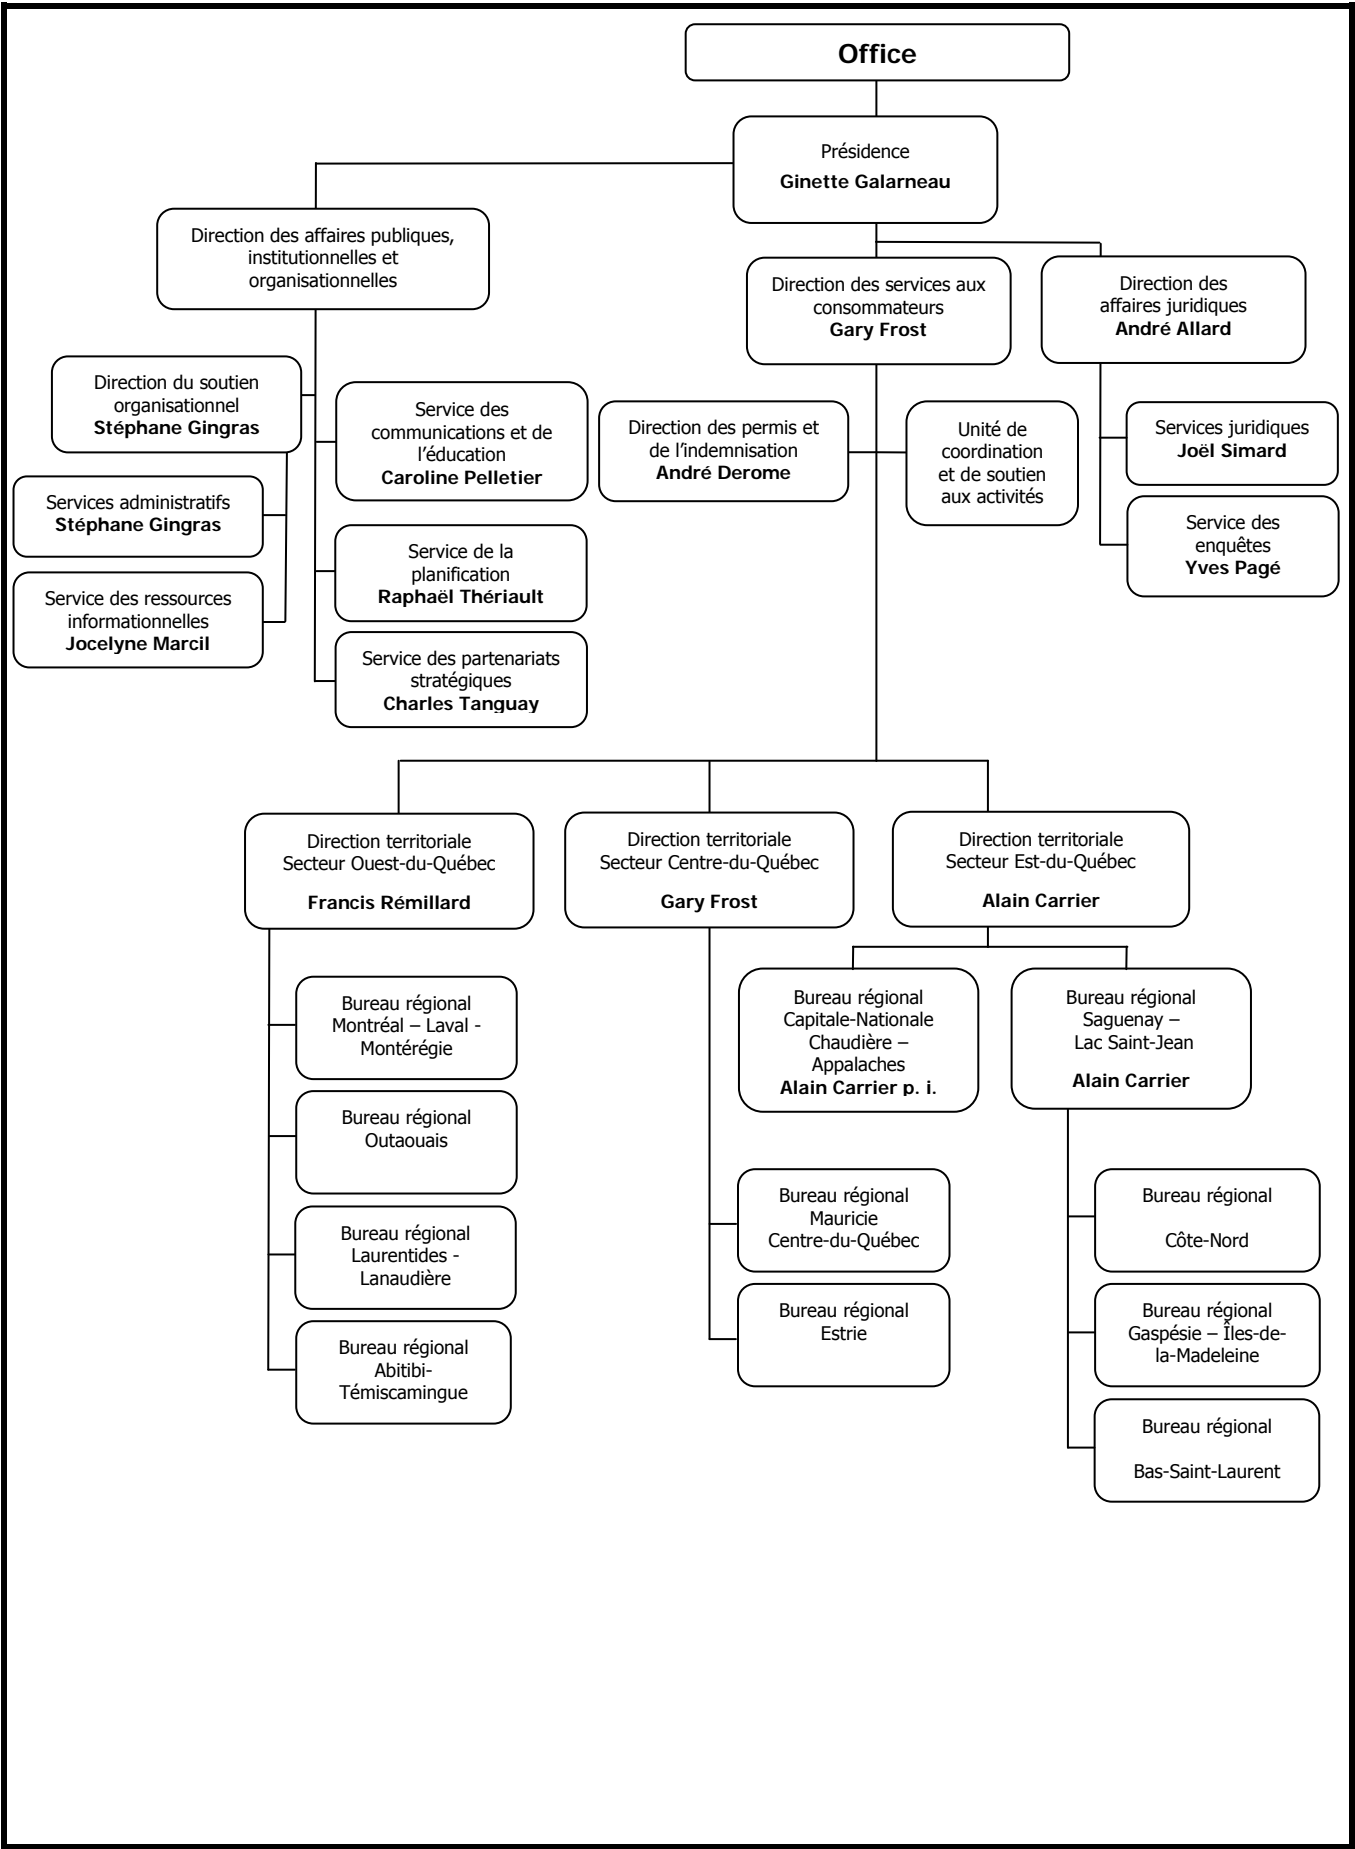 Office
Présidence
Ginette Galarneau
Direction des affaires publiques,
institutionnelles et
organisationnelles
Direction des services aux
consommateurs
Gary Frost
Direction des
affaires juridiques
André Allard
Direction du soutien
organisationnel
Stéphane Gingras
Services administratifs
Stéphane Gingras
Service des ressources
informationnelles
Jocelyne Marcil
Service des
communications et de
l'éducation
Caroline Pelletier
Service de la
planification
Raphaël Thériault
Service des partenariats
stratégiques
Charles Tanguay
Direction des permis et
de l'indemnisation
André Derome
Unité de
coordination
et de soutien
aux activités
Services juridiques
Joël Simard
Service des
enquêtes
Yves Pagé
Direction territoriale
Secteur Ouest-du-Québec
Francis Rémillard
Direction territoriale
Secteur Centre-du-Québec
Gary Frost
Direction territoriale
Secteur Est-du-Québec
Alain Carrier
Bureau régional
Montréal – Laval -
Montérégie
Bureau régional
Outaouais
Bureau régional
Laurentides -
Lanaudière
Bureau régional
Abitibi-
Témiscamingue
Bureau régional
Mauricie
Centre-du-Québec
Bureau régional
Estrie
Bureau régional
Capitale-Nationale
Chaudière –
Appalaches
Alain Carrier p. i.
Bureau régional
Saguenay –
Lac Saint-Jean
Alain Carrier
Bureau régional
Côte-Nord
Bureau régional
Gaspésie – Îles-de-
la-Madeleine
Bureau régional
Bas-Saint-Laurent